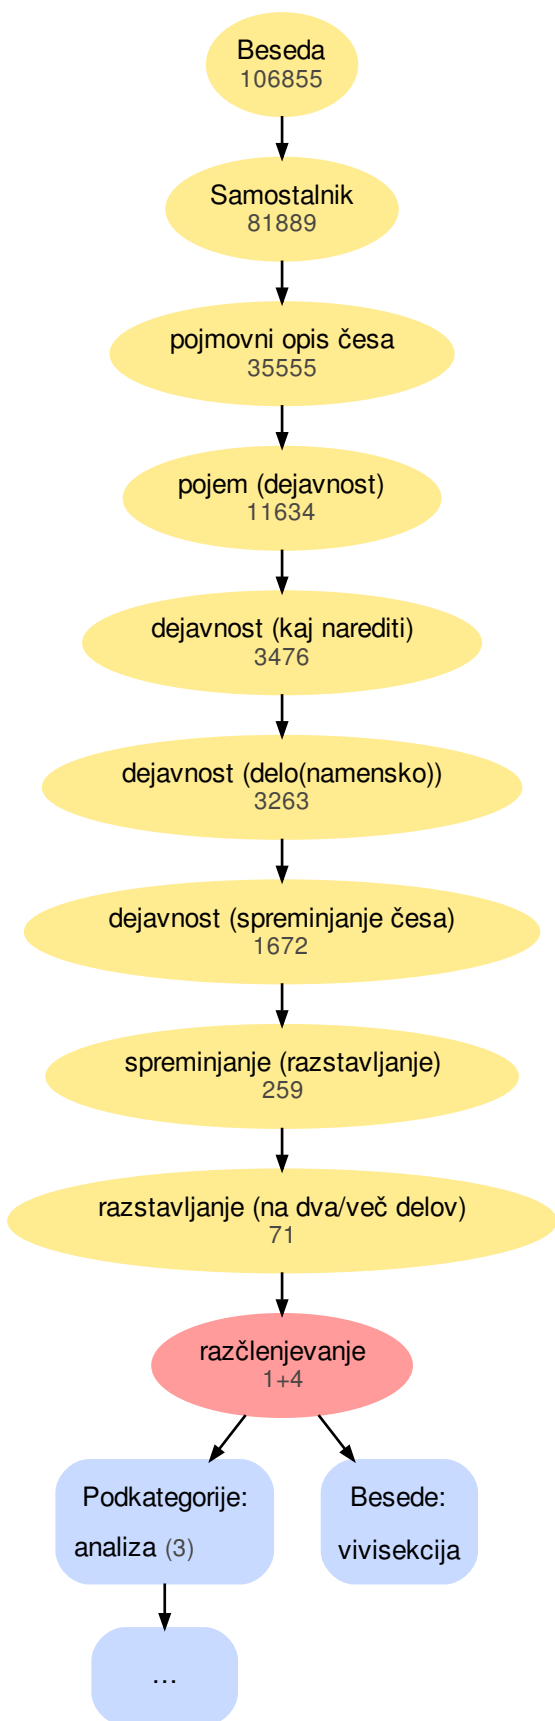 Beseda
106855
Samostalnik
81889
pojmovni opis česa
35555
pojem (dejavnost)
11634
dejavnost (kaj narediti)
3476
dejavnost (delo(namensko))
3263
dejavnost (spreminjanje česa)
1672
spreminjanje (razstavljanje)
259
razstavljanje (na dva/več delov)
71
razčlenjevanje
1+4
Podkategorije:
analiza (3)
Besede:
vivisekcija
...